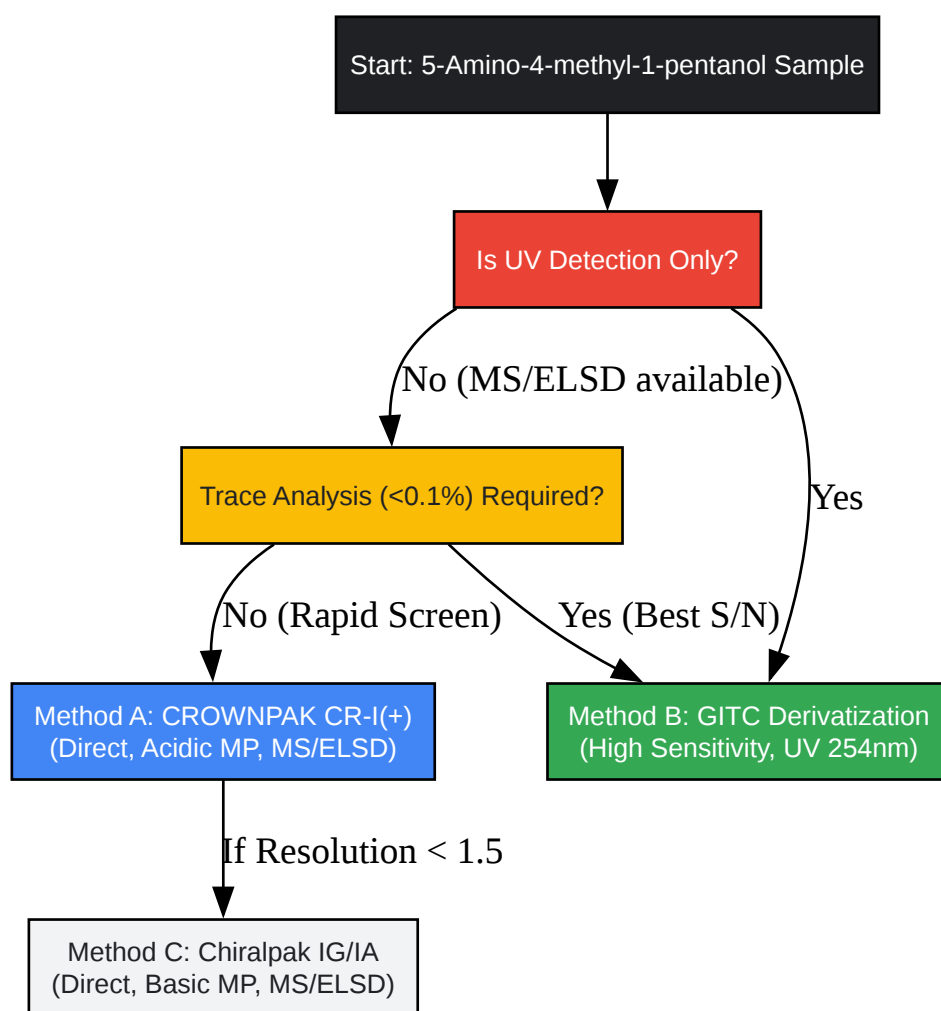 Start: 5-Amino-4-methyl-1-pentanol Sample
Is UV Detection Only?
No (MS/ELSD available)
Trace Analysis (<0.1%) Required?
Yes
No (Rapid Screen)
Yes (Best S/N)
Method A: CROWNPAK CR-I(+)
(Direct, Acidic MP, MS/ELSD)
Method B: GITC Derivatization
(High Sensitivity, UV 254nm)
If Resolution < 1.5
Method C: Chiralpak IG/IA
(Direct, Basic MP, MS/ELSD)